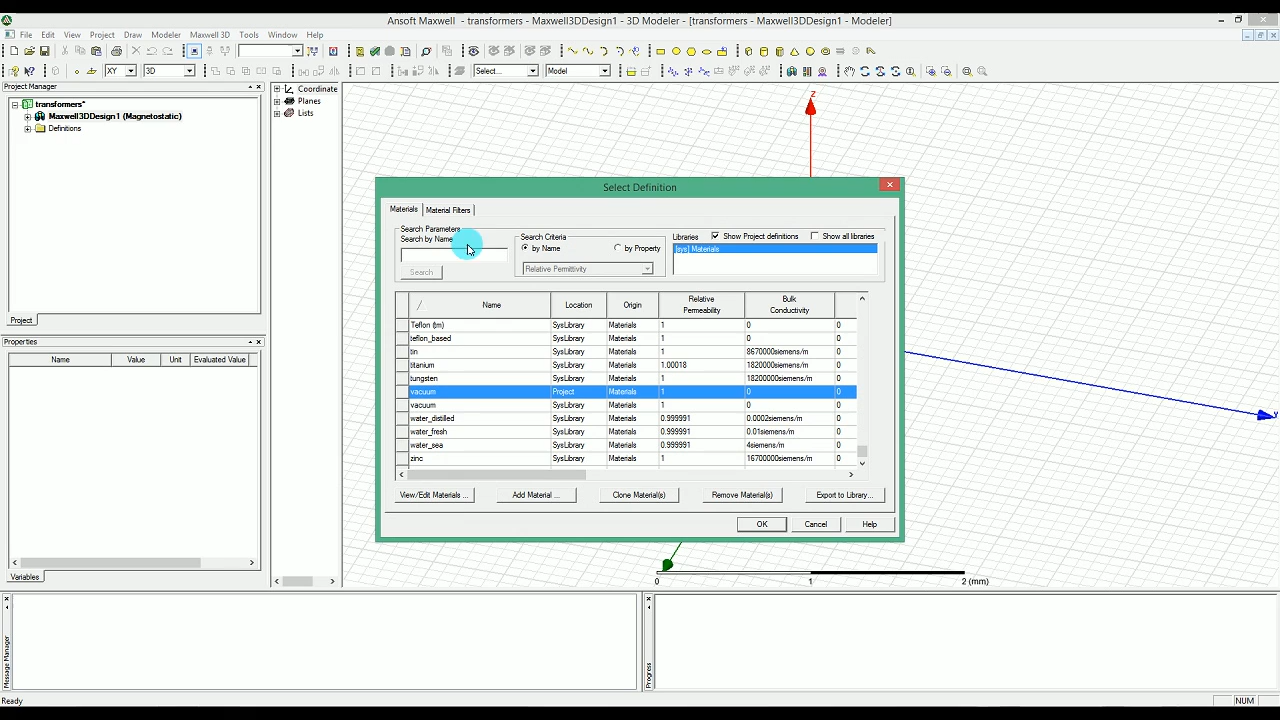 Ansoft Maxwell - transformers - Maxwell3DDesign1 - 3D Modeler - [transformers - Maxwell3DDesign1 - Modeler]
File Edit View Project Draw Modeler Maxwell 3D Tools Window Help
XY 3D Select... Model
Project Manager
transformers*
Maxwell3DDesign1 (Magnetostatic)
Definitions
Project
Properties
Name Value Unit Evaluated Value
Variables
Coordinate
Planes
Lists
Z
Select Definition
Materials Material Filters
Search Parameters
Search by Name
Search
Search Criteria
by Name by Property
Relative Permittivity
Libraries Show Project definitions Show all libraries
[sys] Materials
/ Name Location Origin Relative Permeability Bulk Conductivity
Teflon (tm) SysLibrary Materials 1 0 0
teflon_based SysLibrary Materials 1 0 0
tin SysLibrary Materials 1 8670000siemens/m 0
titanium SysLibrary Materials 1.00018 1820000siemens/m 0
tungsten SysLibrary Materials 1 18200000siemens/m 0
vacuum Project Materials 1 0 0
vacuum SysLibrary Materials 1 0 0
water_distilled SysLibrary Materials 0.999991 0.0002siemens/m 0
water_fresh SysLibrary Materials 0.999991 0.01siemens/m 0
water_sea SysLibrary Materials 0.999991 4siemens/m 0
zinc SysLibrary Materials 1 16700000siemens/m 0
View/Edit Materials ... Add Material ... Clone Material(s) Remove Material(s) Export to Library...
OK Cancel Help
0 1 2 (mm)
Message Manager
Progress
Ready
NUM